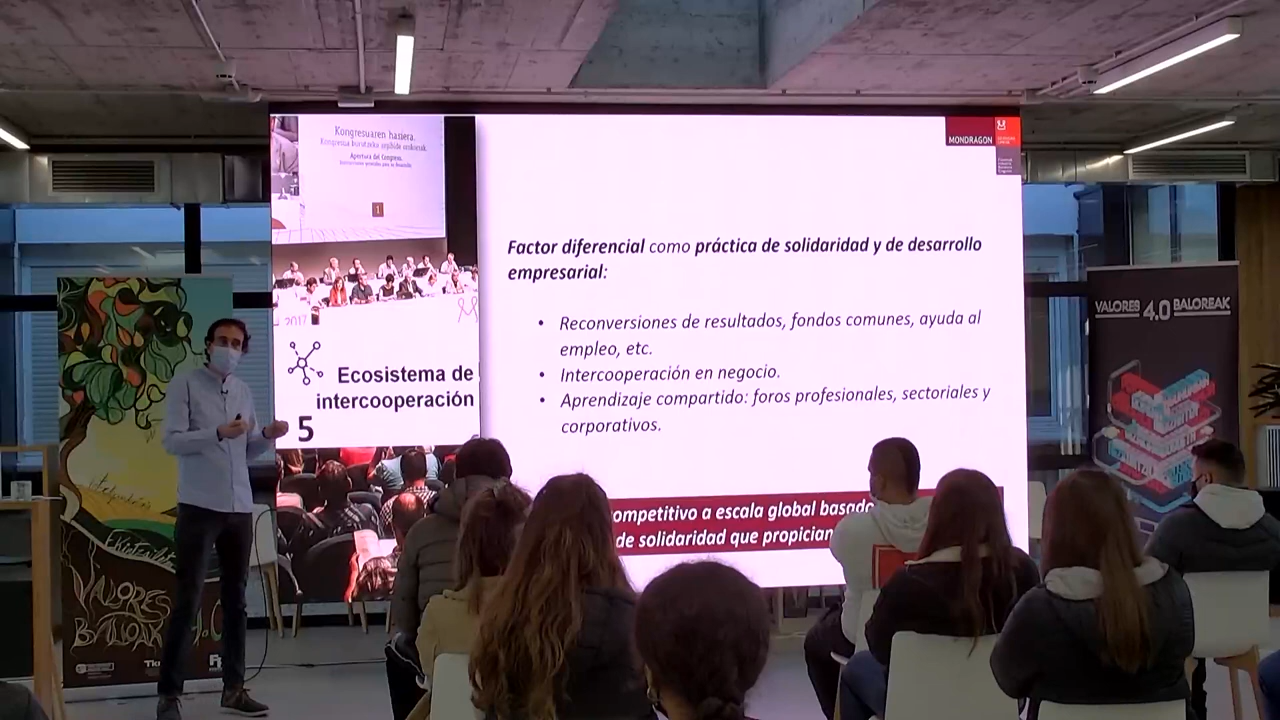 Kongresuaren hasiera.
Apertura del Congreso.
1
2017
Ecosistema de
intercooperación
5
MONDRAGON
Factor diferencial como práctica de solidaridad y de desarrollo
empresarial:
• Reconversiones de resultados, fondos comunes, ayuda al
empleo, etc.
• Intercooperación en negocio.
• Aprendizaje compartido: foros profesionales, sectoriales y
corporativos.
ompetitivo a escala global basado
de solidaridad que propician
VALORES 4.0 BALOREAK
VALORES